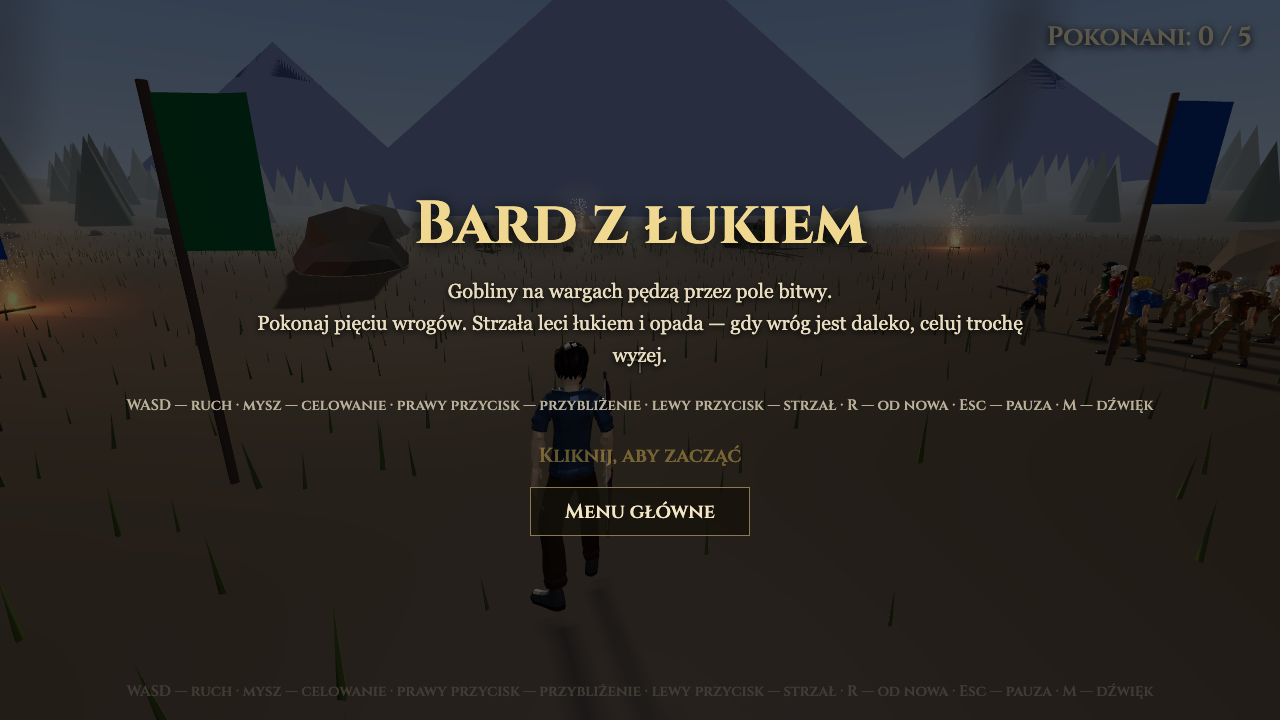 Pokonani: 0 / 5
Bard z łukiem
Gobliny na wargach pędzą przez pole bitwy.
Pokonaj pięciu wrogów. Strzała leci łukiem i opada — gdy wróg jest daleko, celuj trochę
wyżej.
WASD — ruch · mysz — celowanie · prawy przycisk — przybliżenie · lewy przycisk — strzał · R — od nowa · Esc — pauza · M — dźwięk
Kliknij, aby zacząć
Menu główne
WASD — ruch · mysz — celowanie · prawy przycisk — przybliżenie · lewy przycisk — strzał · R — od nowa · Esc — pauza · M — dźwięk